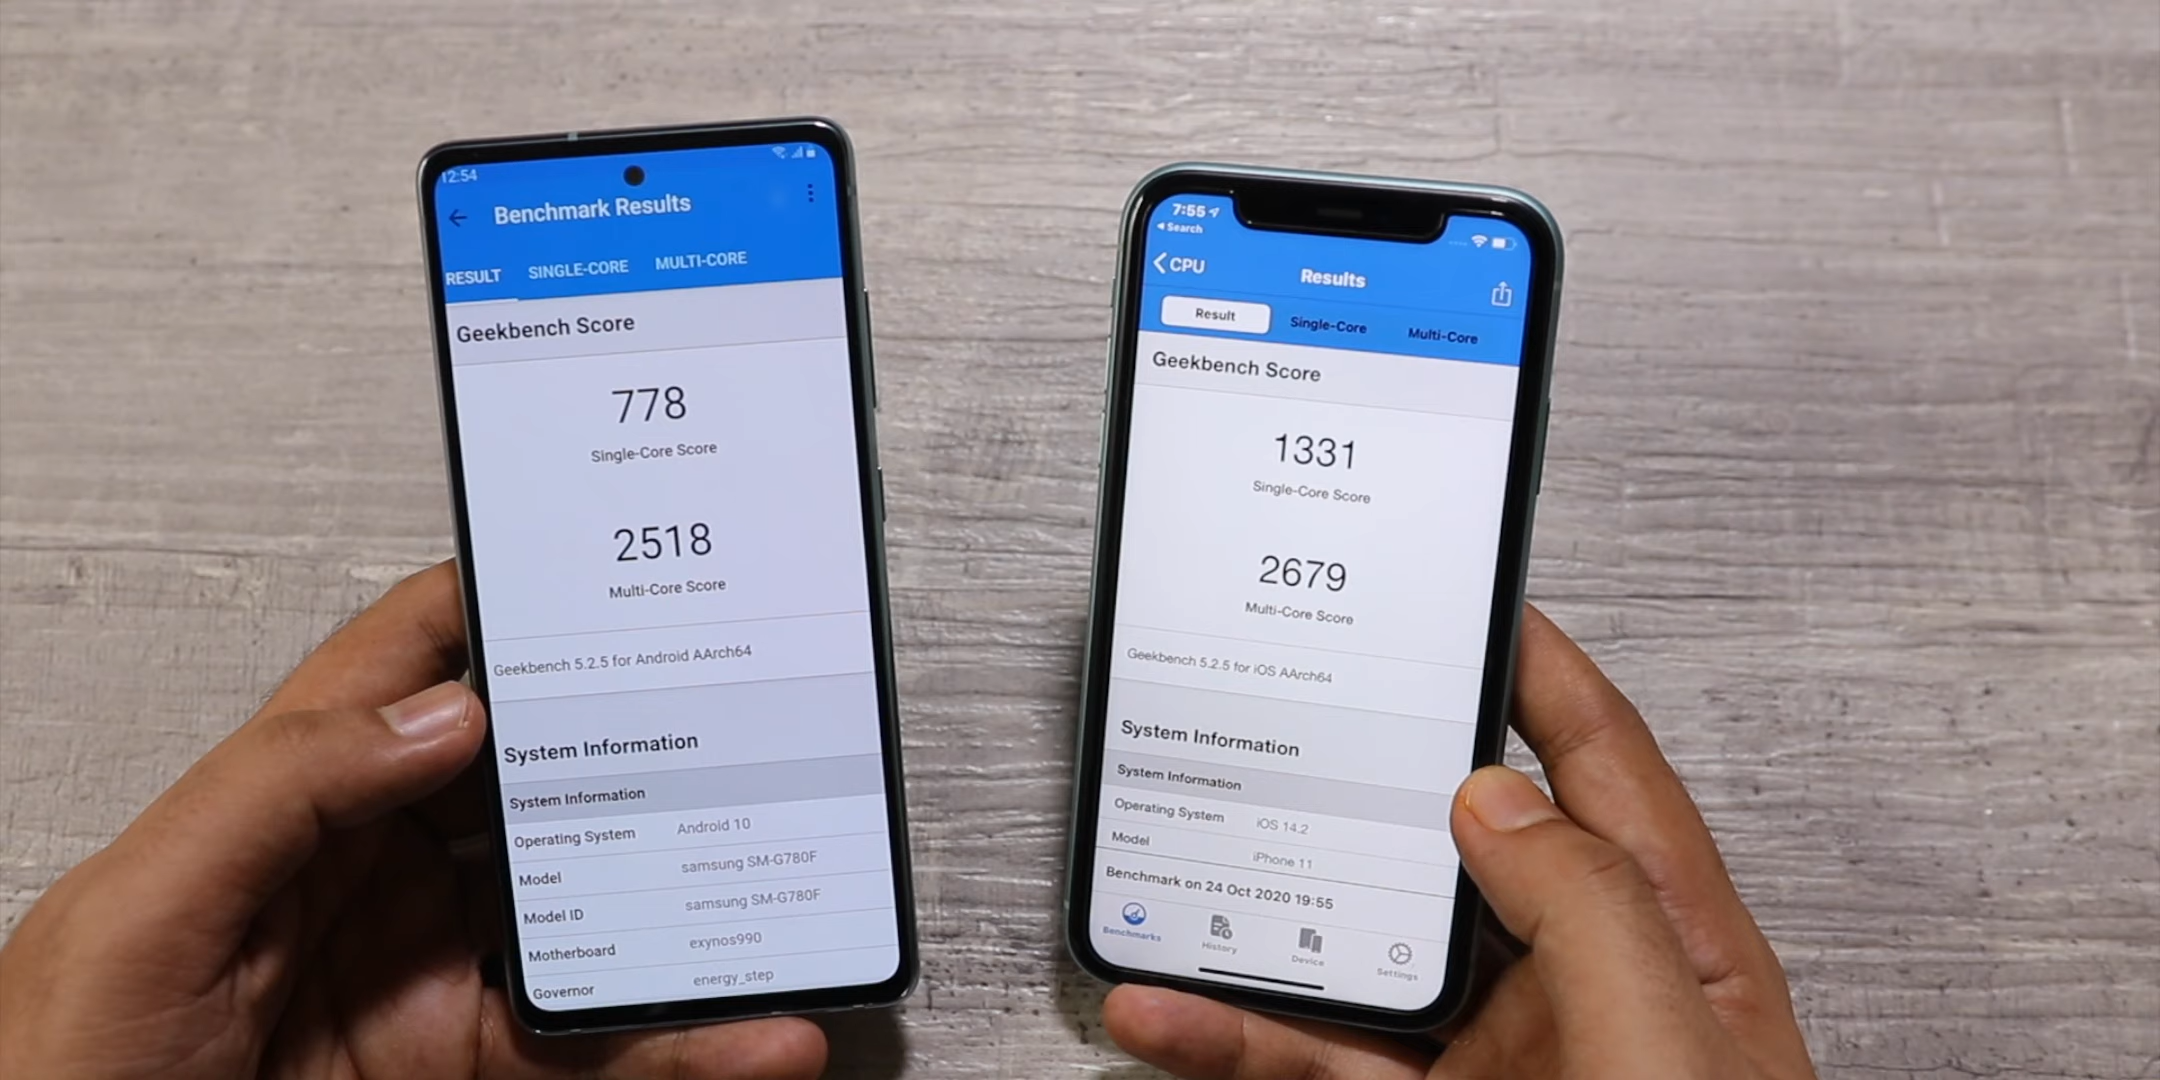 12:54
Benchmark Results
RESULT SINGLE-CORE MULTI-CORE
Geekbench Score
778
Single-Core Score
2518
Multi-Core Score
Geekbench 5.2.5 for Android AArch64
System Information
System Information
Operating System Android 10
Model samsung SM-G780F
Model ID samsung SM-G780F
Motherboard exynos990
Governor energy_step
7:55
Search
CPU
Results
Result Single-Core Multi-Core
Geekbench Score
1331
Single-Core Score
2679
Multi-Core Score
Geekbench 5.2.5 for iOS AArch64
System Information
System Information
Operating System iOS 14.2
Model iPhone 11
Benchmark on 24 Oct 2020 19:55
Benchmarks History Device Settings